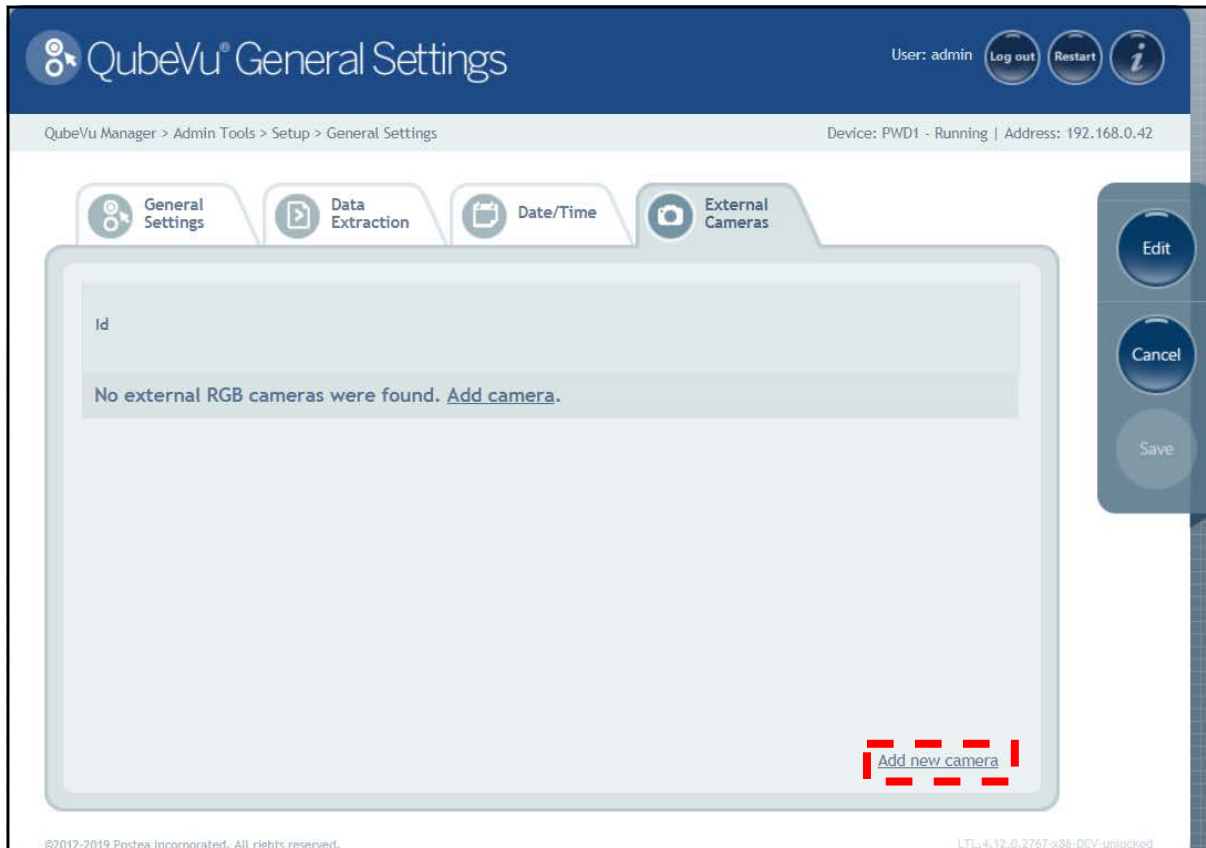 QubeVu® General Settings
User: admin
Log out
Restart
i
QubeVu Manager > Admin Tools > Setup > General Settings
Device: PWD1 - Running | Address: 192.168.0.42
General
Settings
Data
Extraction
Date/Time
External
Cameras
Edit
Cancel
Save
Id
No external RGB cameras were found. Add camera.
Add new camera
©2012-2019 Postea Incorporated. All rights reserved.
LTL.4.12.0.2767-x86-DEV-unlocked